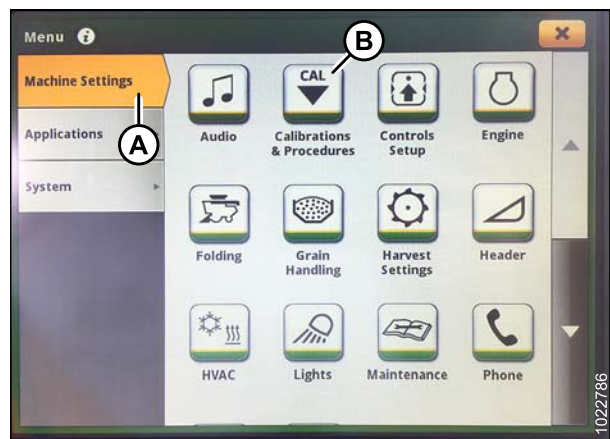 Menu i
B
Machine Settings
A
Applications
System
CAL
Audio
Calibrations
& Procedures
Controls
Setup
Engine
Folding
Grain
Handling
Harvest
Settings
Header
HVAC
Lights
Maintenance
Phone
1022786